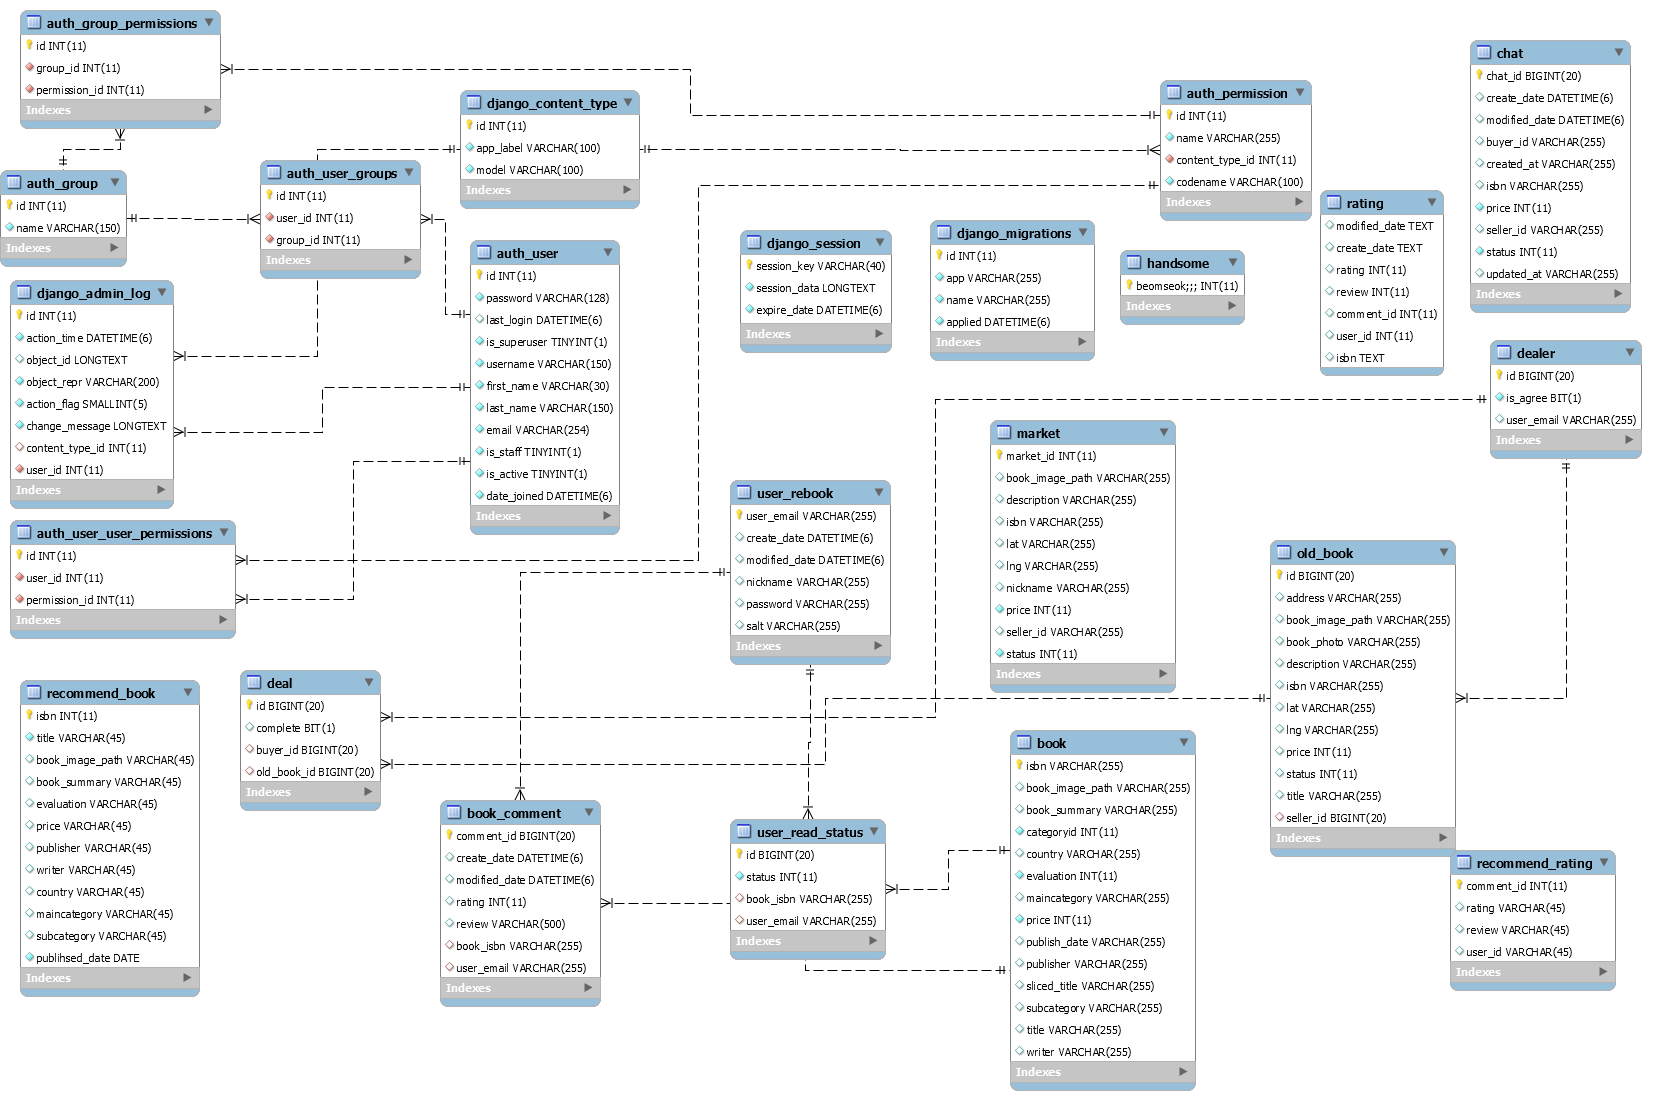 auth_group_permissions
id INT(11)
group_id INT(11)
permission_id INT(11)
Indexes
auth_group
id INT(11)
name VARCHAR(150)
Indexes
django_content_type
id INT(11)
app_label VARCHAR(100)
model VARCHAR(100)
Indexes
auth_user_groups
id INT(11)
user_id INT(11)
group_id INT(11)
Indexes
auth_permission
id INT(11)
name VARCHAR(255)
content_type_id INT(11)
codename VARCHAR(100)
Indexes
chat
chat_id BIGINT(20)
create_date DATETIME(6)
modified_date DATETIME(6)
buyer_id VARCHAR(255)
created_at VARCHAR(255)
isbn VARCHAR(255)
price INT(11)
seller_id VARCHAR(255)
status INT(11)
updated_at VARCHAR(255)
Indexes
rating
modified_date TEXT
create_date TEXT
rating INT(11)
review INT(11)
comment_id INT(11)
user_id INT(11)
isbn TEXT
django_admin_log
id INT(11)
action_time DATETIME(6)
object_id LONGTEXT
object_repr VARCHAR(200)
action_flag SMALLINT(5)
change_message LONGTEXT
content_type_id INT(11)
user_id INT(11)
Indexes
auth_user
id INT(11)
password VARCHAR(128)
last_login DATETIME(6)
is_superuser TINYINT(1)
username VARCHAR(150)
first_name VARCHAR(30)
last_name VARCHAR(150)
email VARCHAR(254)
is_staff TINYINT(1)
is_active TINYINT(1)
date_joined DATETIME(6)
Indexes
django_session
session_key VARCHAR(40)
session_data LONGTEXT
expire_date DATETIME(6)
Indexes
django_migrations
id INT(11)
app VARCHAR(255)
name VARCHAR(255)
applied DATETIME(6)
Indexes
handsome
beomseok;;; INT(11)
Indexes
dealer
id BIGINT(20)
is_agree BIT(1)
user_email VARCHAR(255)
Indexes
market
market_id INT(11)
book_image_path VARCHAR(255)
description VARCHAR(255)
isbn VARCHAR(255)
lat VARCHAR(255)
lng VARCHAR(255)
nickname VARCHAR(255)
price INT(11)
seller_id VARCHAR(255)
status INT(11)
Indexes
auth_user_user_permissions
id INT(11)
user_id INT(11)
permission_id INT(11)
Indexes
user_rebook
user_email VARCHAR(255)
create_date DATETIME(6)
modified_date DATETIME(6)
nickname VARCHAR(255)
password VARCHAR(255)
salt VARCHAR(255)
Indexes
old_book
id BIGINT(20)
address VARCHAR(255)
book_image_path VARCHAR(255)
book_photo VARCHAR(255)
description VARCHAR(255)
isbn VARCHAR(255)
lat VARCHAR(255)
lng VARCHAR(255)
price INT(11)
status INT(11)
title VARCHAR(255)
seller_id BIGINT(20)
Indexes
recommend_book
isbn INT(11)
title VARCHAR(45)
book_image_path VARCHAR(45)
book_summary VARCHAR(45)
evaluation VARCHAR(45)
price VARCHAR(45)
publisher VARCHAR(45)
writer VARCHAR(45)
country VARCHAR(45)
maincategory VARCHAR(45)
subcategory VARCHAR(45)
publihsed_date DATE
Indexes
deal
id BIGINT(20)
complete BIT(1)
buyer_id BIGINT(20)
old_book_id BIGINT(20)
Indexes
book_comment
comment_id BIGINT(20)
create_date DATETIME(6)
modified_date DATETIME(6)
rating INT(11)
review VARCHAR(500)
book_isbn VARCHAR(255)
user_email VARCHAR(255)
Indexes
user_read_status
id BIGINT(20)
status INT(11)
book_isbn VARCHAR(255)
user_email VARCHAR(255)
Indexes
book
isbn VARCHAR(255)
book_image_path VARCHAR(255)
book_summary VARCHAR(255)
categoryid INT(11)
country VARCHAR(255)
evaluation INT(11)
maincategory VARCHAR(255)
price INT(11)
publish_date VARCHAR(255)
publisher VARCHAR(255)
sliced_title VARCHAR(255)
subcategory VARCHAR(255)
title VARCHAR(255)
writer VARCHAR(255)
Indexes
recommend_rating
comment_id INT(11)
rating VARCHAR(45)
review VARCHAR(45)
user_id VARCHAR(45)
Indexes